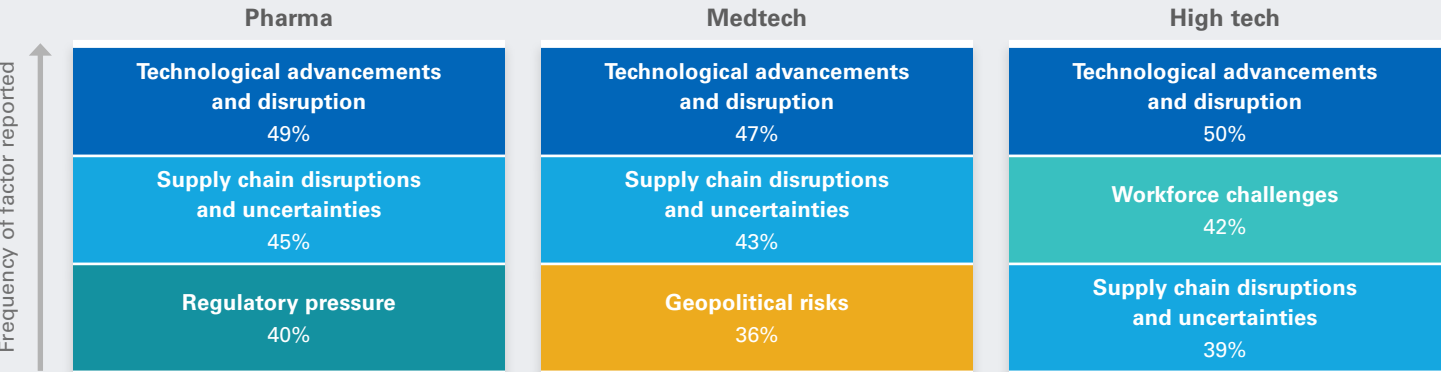 Pharma
Medtech
High tech
Frequency of factor reported
Technological advancements
and disruption
49%
Technological advancements
and disruption
47%
Technological advancements
and disruption
50%
Supply chain disruptions
and uncertainties
45%
Supply chain disruptions
and uncertainties
43%
Workforce challenges
42%
Regulatory pressure
40%
Geopolitical risks
36%
Supply chain disruptions
and uncertainties
39%